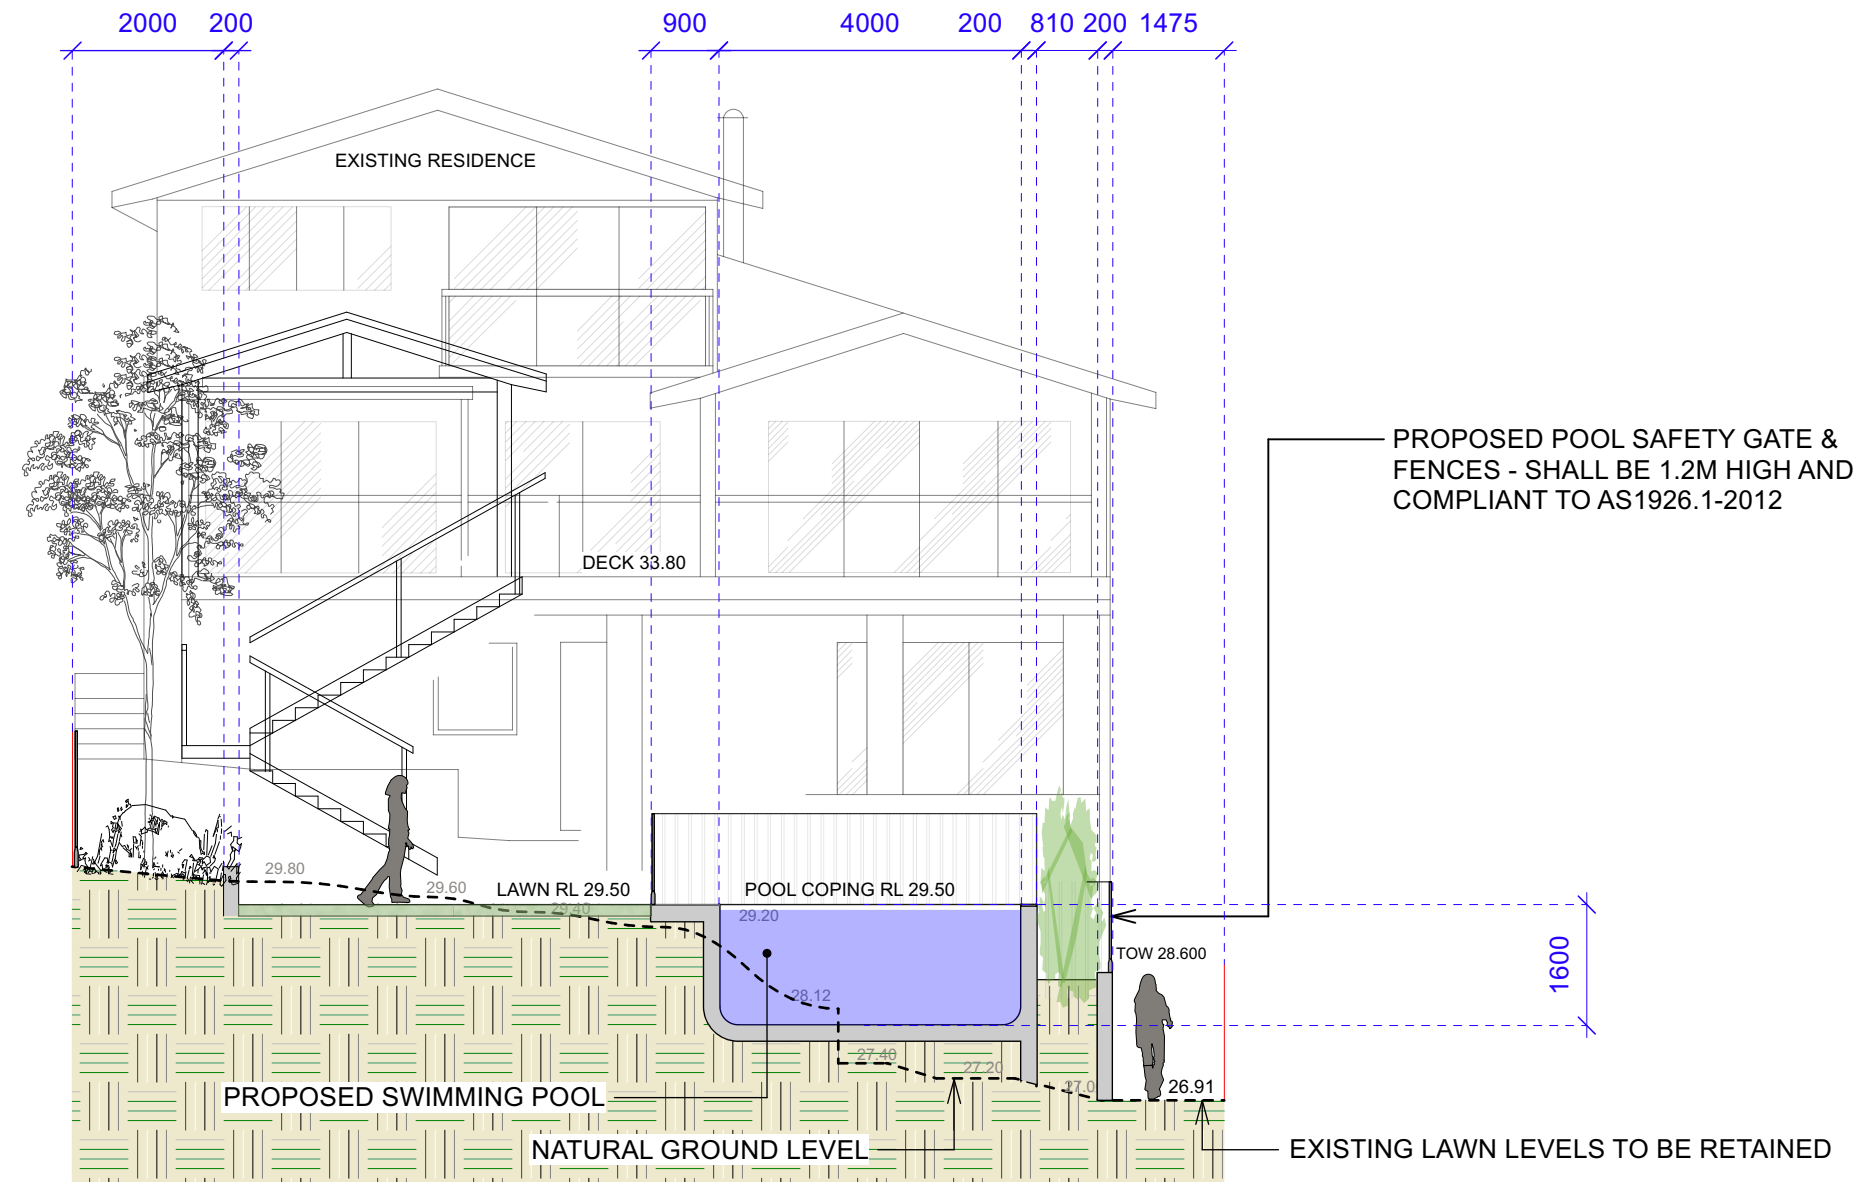 2000 200 900 4000 200 810 200 1475
EXISTING RESIDENCE
PROPOSED POOL SAFETY GATE &
FENCES - SHALL BE 1.2M HIGH AND
COMPLIANT TO AS1926.1-2012
DECK 33.80
29.80
29.60
LAWN RL 29.50
POOL COPING RL 29.50
29.40
29.20
TOW 28.600
1600
28.12
27.40
27.20
27.0
26.91
PROPOSED SWIMMING POOL
NATURAL GROUND LEVEL
EXISTING LAWN LEVELS TO BE RETAINED